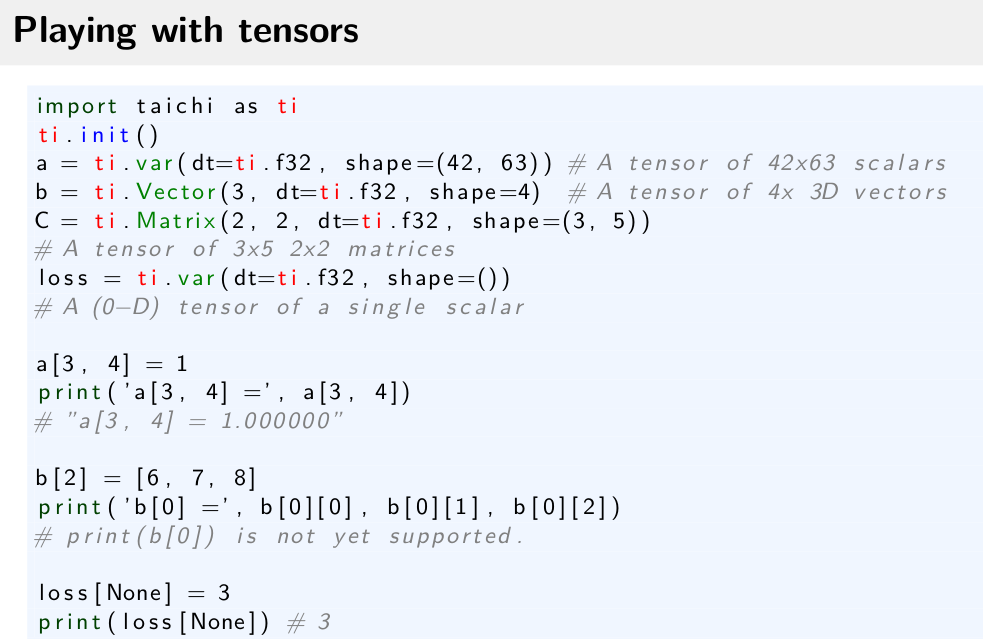 Playing with tensors
import taichi as ti
ti.init()
a = ti.var(dt=ti.f32, shape=(42, 63)) # A tensor of 42x63 scalars
b = ti.Vector(3, dt=ti.f32, shape=4) # A tensor of 4x 3D vectors
C = ti.Matrix(2, 2, dt=ti.f32, shape=(3, 5))
# A tensor of 3x5 2x2 matrices
loss = ti.var(dt=ti.f32, shape=())
# A (0−D) tensor of a single scalar
a[3, 4] = 1
print('a[3, 4] =', a[3, 4])
# "a[3, 4] = 1.000000"
b[2] = [6, 7, 8]
print('b[0] =', b[0][0], b[0][1], b[0][2])
# print(b[0]) is not yet supported.
loss[None] = 3
print(loss[None]) # 3